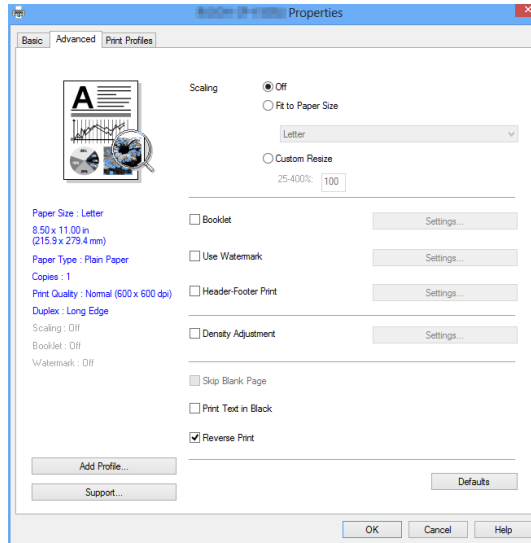 Properties
Basic
Advanced
Print Profiles
A
Scaling
Off
Fit to Paper Size
Letter
Custom Resize
25-400%:
100
Paper Size : Letter
8.50 x 11.00 in
(215.9 x 279.4 mm)
Paper Type : Plain Paper
Copies : 1
Print Quality : Normal (600 x 600 dpi)
Duplex : Long Edge
Scaling : Off
Booklet : Off
Watermark : Off
Booklet
Settings...
Use Watermark
Settings...
Header-Footer Print
Settings...
Density Adjustment
Settings...
Skip Blank Page
Print Text in Black
Reverse Print
Add Profile...
Support...
Defaults
OK
Cancel
Help